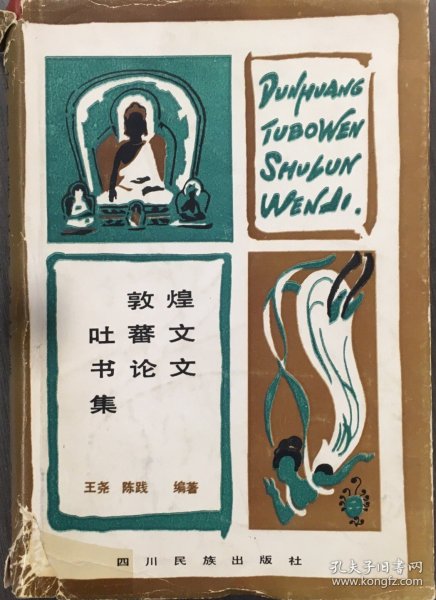 DUNHUANG
TUBOWEN
SHULUN
WENJI.
敦煌
吐蕃文
书论文
集
王尧 陈践 编著
四川民族出版社
孔夫子旧书网
www.kongfz.com